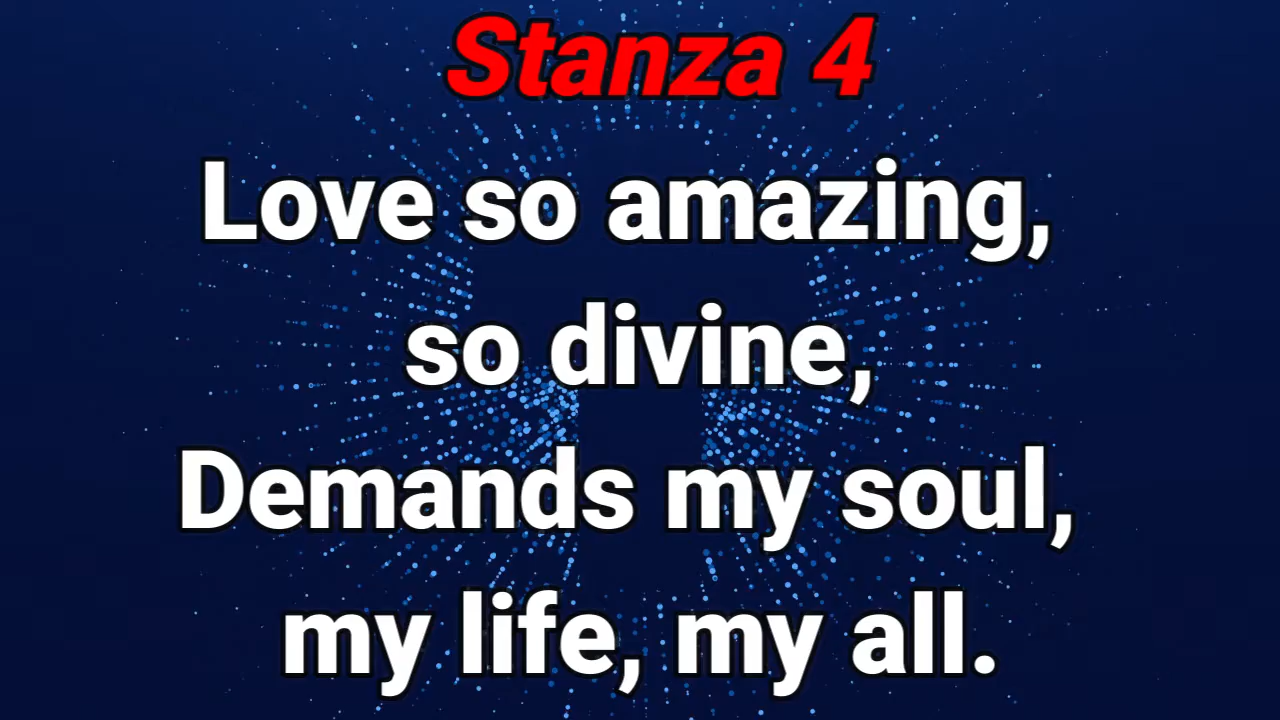 Stanza 4
Love so amazing,
so divine,
Demands my soul,
my life, my all.